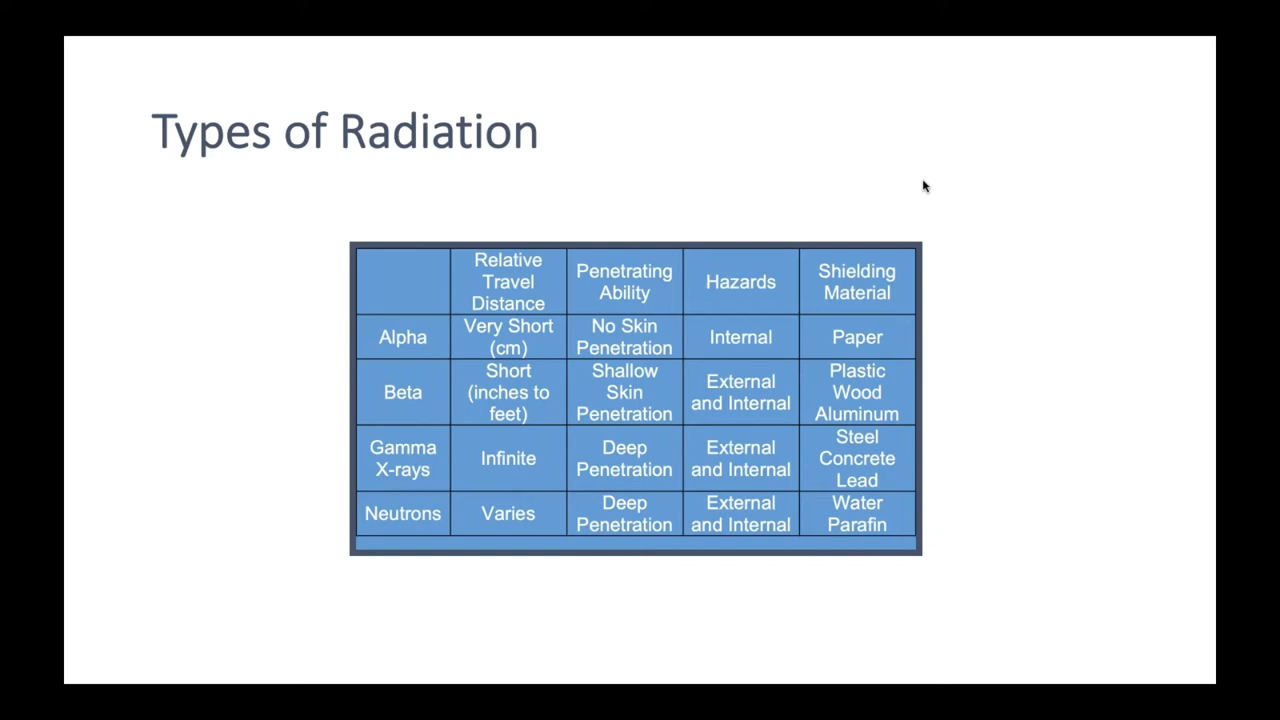 Types of Radiation
Relative
Travel
Distance
Penetrating
Ability
Hazards
Shielding
Material
Alpha
Very Short
(cm)
No Skin
Penetration
Internal
Paper
Beta
Short
(inches to
feet)
Shallow
Skin
Penetration
External
and Internal
Plastic
Wood
Aluminum
Gamma
X-rays
Infinite
Deep
Penetration
External
and Internal
Steel
Concrete
Lead
Neutrons
Varies
Deep
Penetration
External
and Internal
Water
Parafin